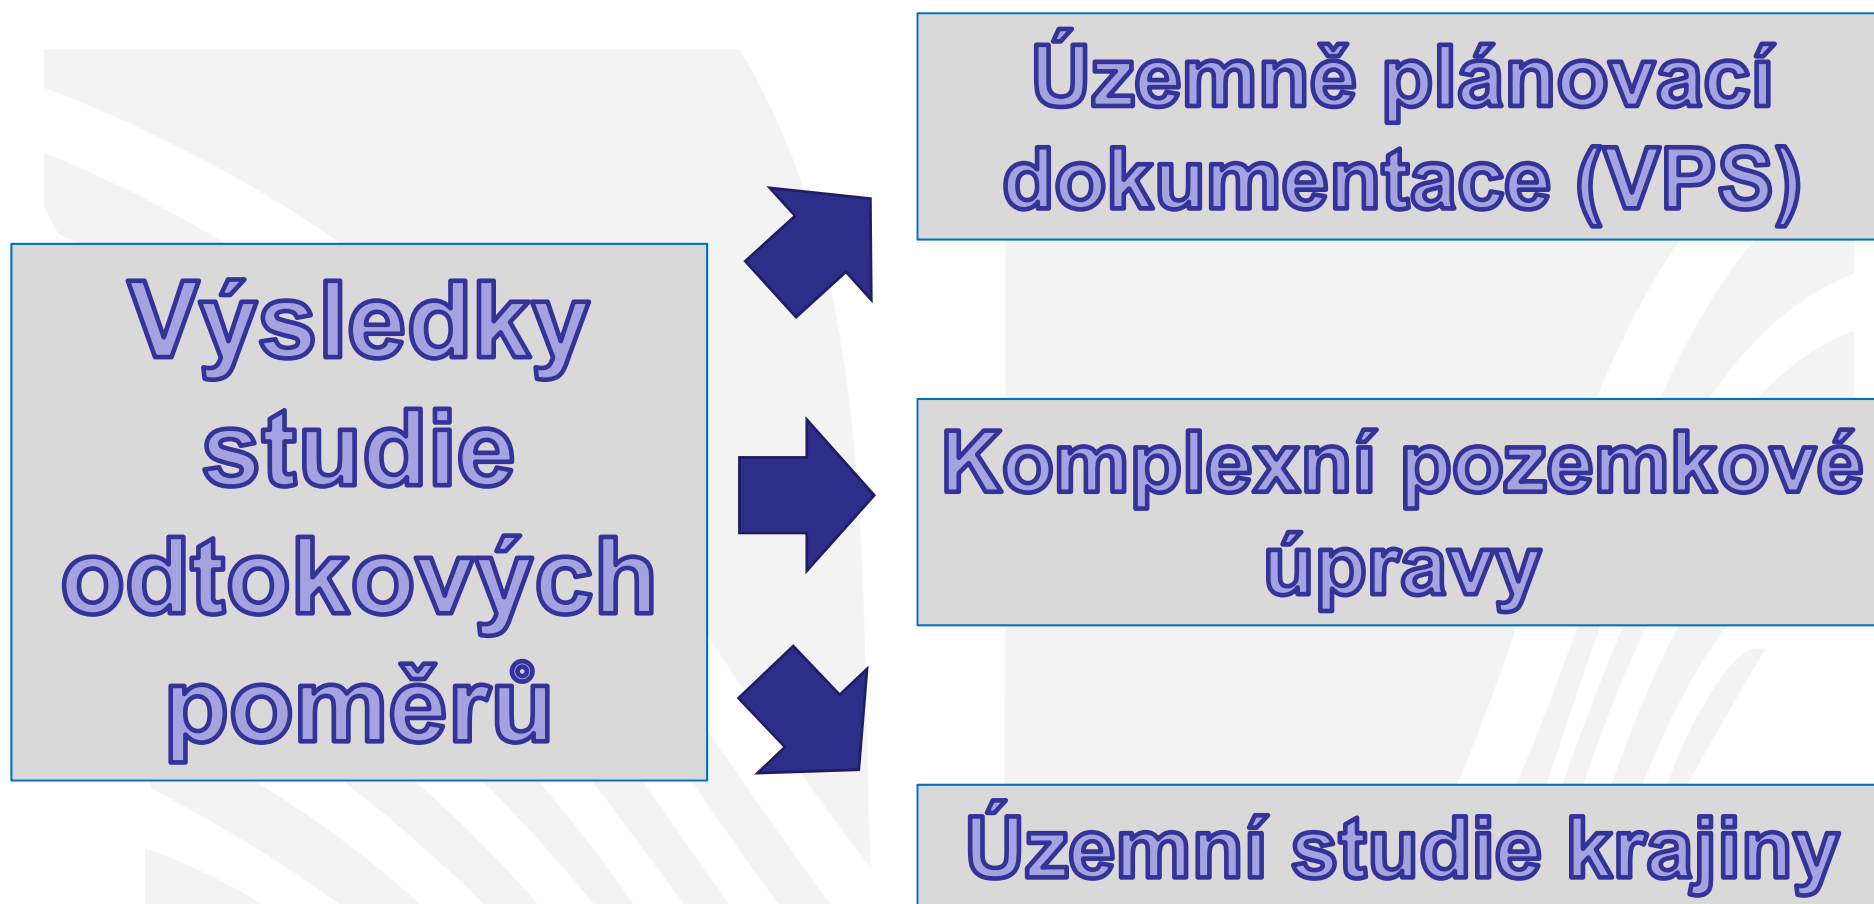 Výsledky
studie
odtokových
poměrů
Územně plánovací
dokumentace (VPS)
Komplexní pozemkové
úpravy
Územní studie krajiny